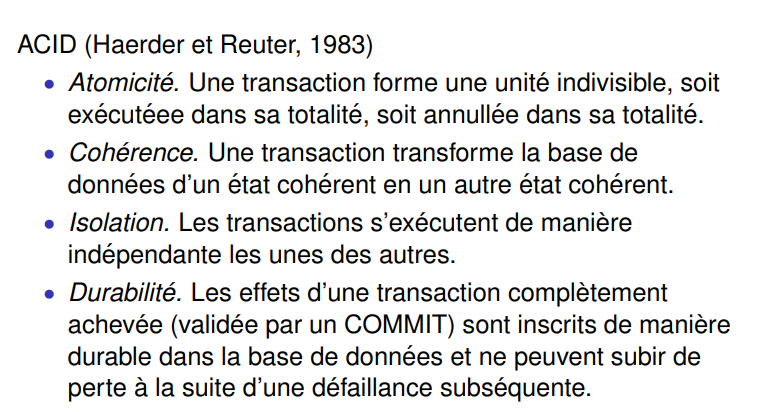 ACID (Haerder et Reuter, 1983)
• Atomicité. Une transaction forme une unité indivisible, soit
exécutéee dans sa totalité, soit annullée dans sa totalité.
• Cohérence. Une transaction transforme la base de
données d'un état cohérent en un autre état cohérent.
• Isolation. Les transactions s'exécutent de manière
indépendante les unes des autres.
• Durabilité. Les effets d'une transaction complètement
achevée (validée par un COMMIT) sont inscrits de manière
durable dans la base de données et ne peuvent subir de
perte à la suite d'une défaillance subséquente.